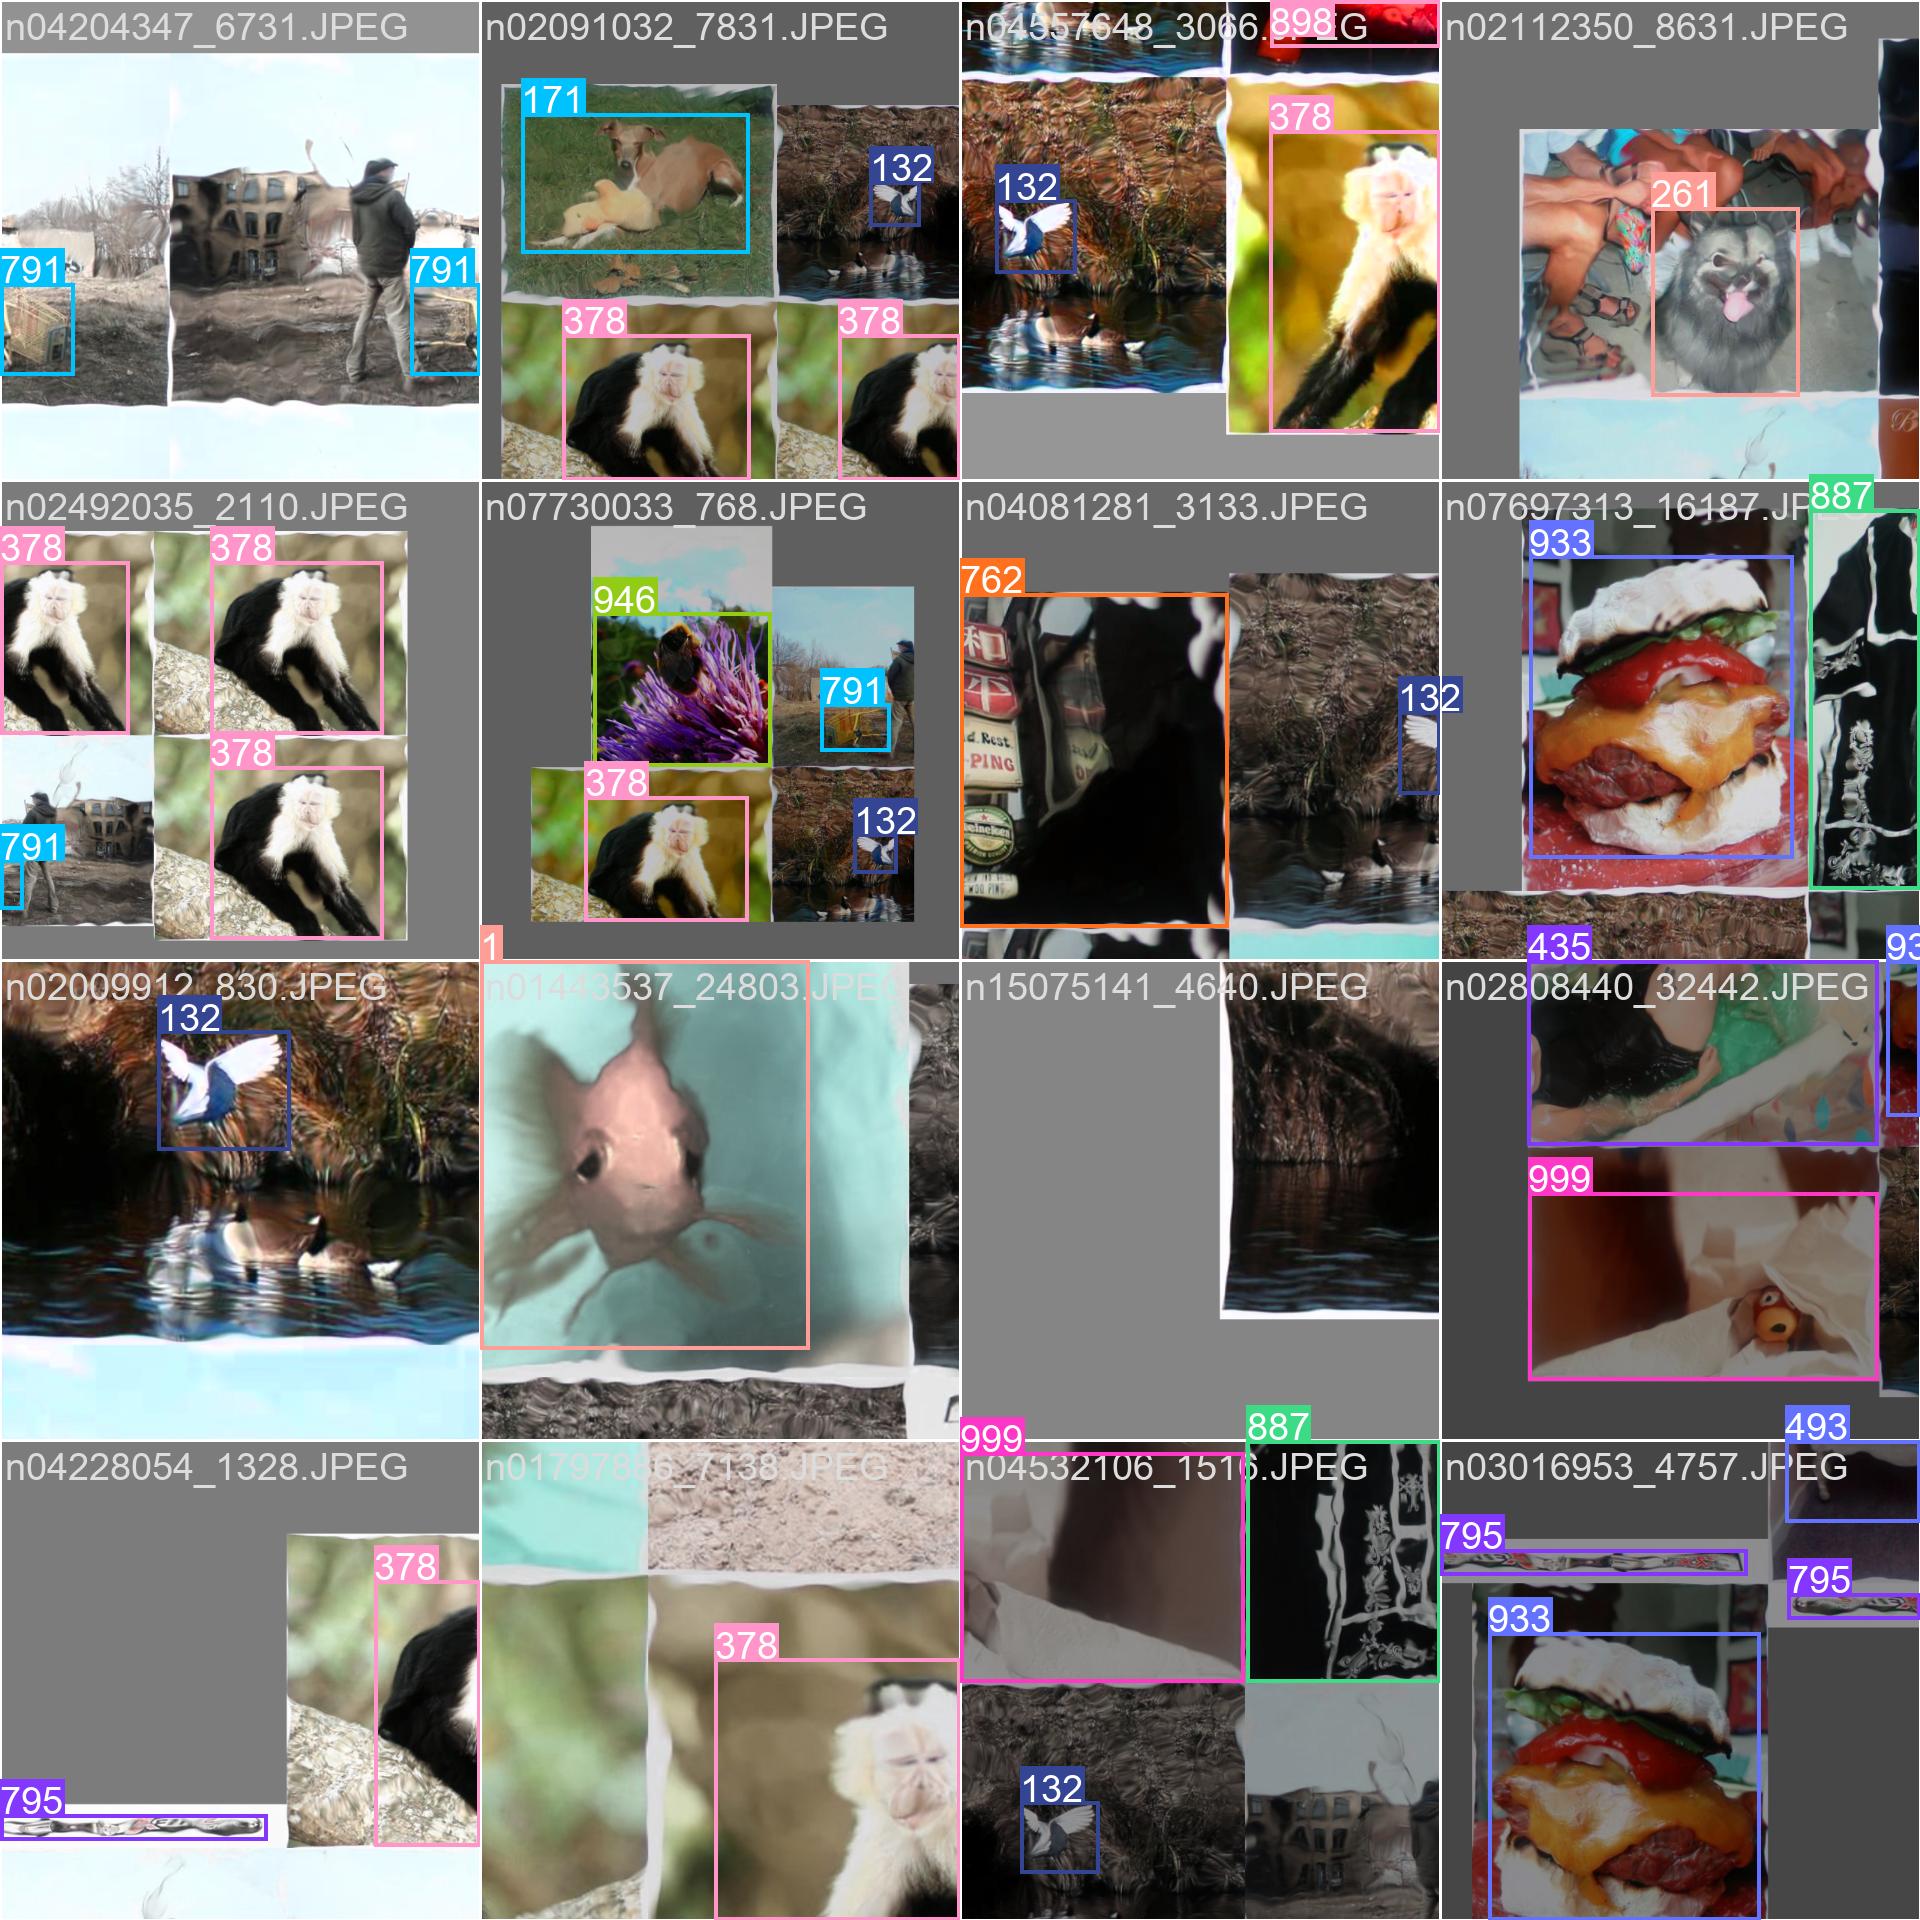 n04204347_6731.JPEG
791
791
n02091032_7831.JPEG
171
132
378
378
n04557648_3066.JPEG
898
132
378
n02112350_8631.JPEG
261
B
n02492035_2110.JPEG
378
378
378
791
n07730033_768.JPEG
946
791
378
132
n04081281_3133.JPEG
762
和
不
d.Rest.
PING
Heineken
WOO PING
132
n07697313_16187.JPEG
887
933
n02009912_830.JPEG
132
1
n01443537_24803.JPEG
n15075141_4640.JPEG
n02808440_32442.JPEG
435
93
999
n04228054_1328.JPEG
378
795
n01797886_7138.JPEG
378
999
887
n04532106_1516.JPEG
132
n03016953_4757.JPEG
493
795
795
933